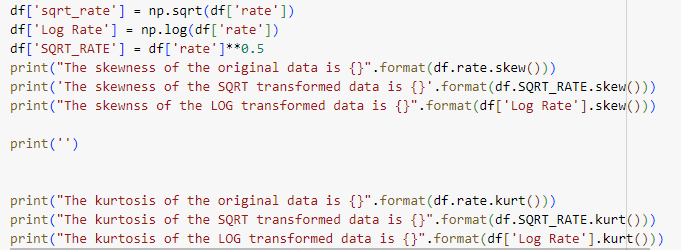 df['sqrt_rate'] = np.sqrt(df['rate'])
df['Log Rate'] = np.log(df['rate'])
df['SQRT_RATE'] = df['rate']**0.5
print("The skewness of the original data is {}".format(df.rate.skew()))
print('The skewness of the SQRT transformed data is {}'.format(df.SQRT_RATE.skew()))
print("The skewnss of the LOG transformed data is {}".format(df['Log Rate'].skew()))
print('')
print("The kurtosis of the original data is {}".format(df.rate.kurt()))
print("The kurtosis of the SQRT transformed data is {}".format(df.SQRT_RATE.kurt()))
print("The kurtosis of the LOG transformed data is {}".format(df['Log Rate'].kurt()))